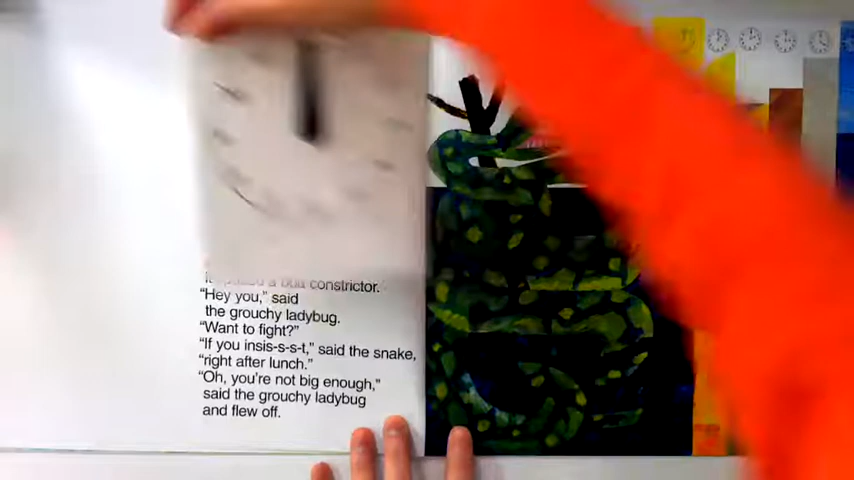 a boa constrictor.
“Hey you,” said
the grouchy ladybug.
“Want to fight?”
“If you insis-s-s-t,” said the snake,
“right after lunch.”
“Oh, you’re not big enough,”
said the grouchy ladybug
and flew off.